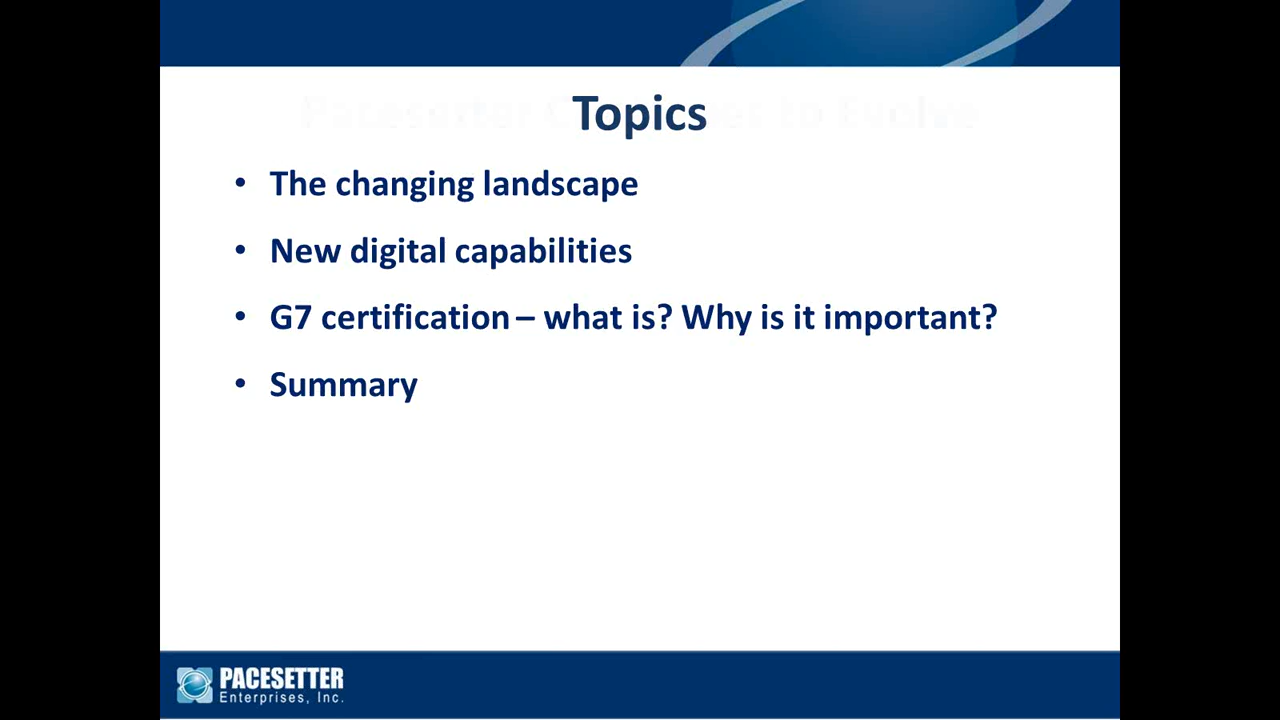 Topics
• The changing landscape
• New digital capabilities
• G7 certification – what is? Why is it important?
• Summary
PACESETTER
Enterprises, Inc.